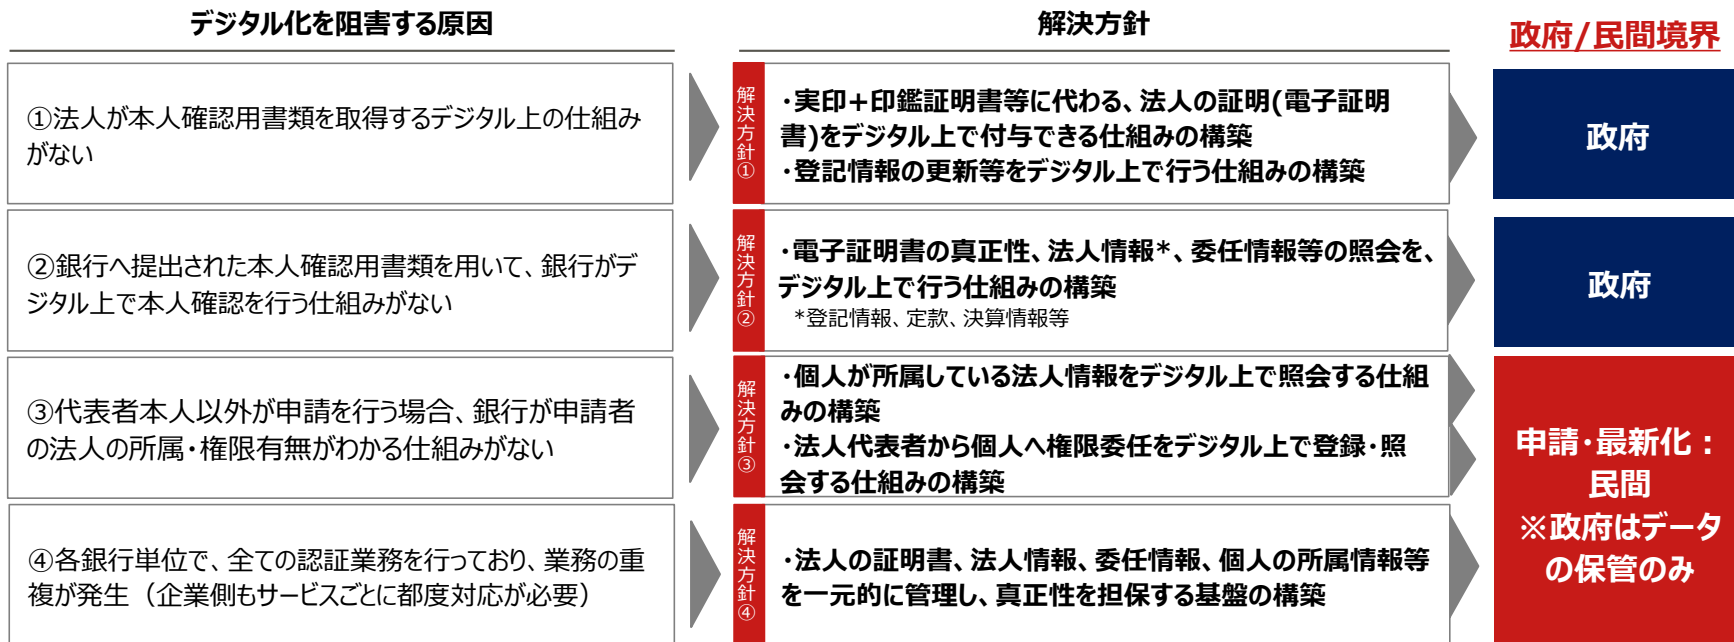 デジタル化を阻害する原因
解決方針
政府/民間境界
①法人が本人確認用書類を取得するデジタル上の仕組み
がない
解決方針①
・実印+印鑑証明書等に代わる、法人の証明(電子証明
書)をデジタル上で付与できる仕組みの構築
・登記情報の更新等をデジタル上で行う仕組みの構築
政府
②銀行へ提出された本人確認用書類を用いて、銀行がデ
ジタル上で本人確認を行う仕組みがない
解決方針②
・電子証明書の真正性、法人情報*、委任情報等の照会を、
デジタル上で行う仕組みの構築
*登記情報、定款、決算情報等
政府
③代表者本人以外が申請を行う場合、銀行が申請者
の法人の所属・権限有無がわかる仕組みがない
解決方針③
・個人が所属している法人情報をデジタル上で照会する仕組
みの構築
・法人代表者から個人へ権限委任をデジタル上で登録・照
会する仕組みの構築
申請・最新化：
民間
※政府はデータ
の保管のみ
④各銀行単位で、全ての認証業務を行っており、業務の重
複が発生（企業側もサービスごとに都度対応が必要）
解決方針④
・法人の証明書、法人情報、委任情報、個人の所属情報等
を一元的に管理し、真正性を担保する基盤の構築